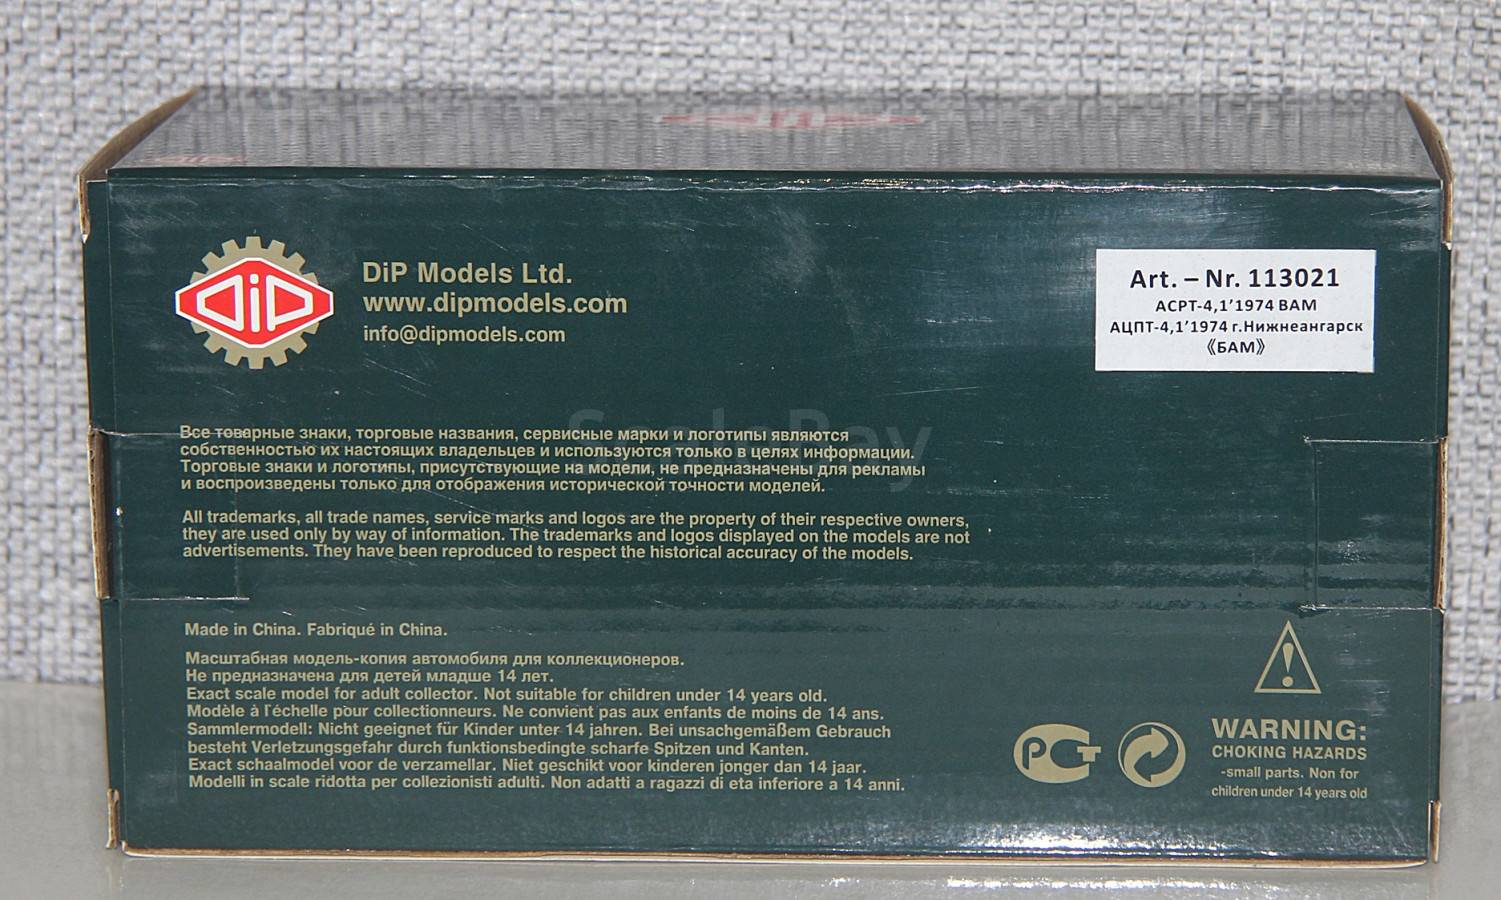 DiP
DiP Models Ltd.
www.dipmodels.com
info@dipmodels.com
Art. – Nr. 113021
АСРТ-4,1’1974 ВАМ
АЦПТ-4,1’1974 г.Нижнеангарск
《БАМ》
Все товарные знаки, торговые названия, сервисные марки и логотипы являются
собственностью их настоящих владельцев и используются только в целях информации.
Торговые знаки и логотипы, присутствующие на модели, не предназначены для рекламы
и воспроизведены только для отображения исторической точности моделей.
All trademarks, all trade names, service marks and logos are the property of their respective owners,
they are used only by way of information. The trademarks and logos displayed on the models are not
advertisements. They have been reproduced to respect the historical accuracy of the models.
Made in China. Fabriqué in China.
Масштабная модель-копия автомобиля для коллекционеров.
Не предназначена для детей младше 14 лет.
Exact scale model for adult collector. Not suitable for children under 14 years old.
Modèle à l'échelle pour collectionneurs. Ne convient pas aux enfants de moins de 14 ans.
Sammlermodell: Nicht geeignet für Kinder unter 14 jahren. Bei unsachgemäßem Gebrauch
besteht Verletzungsgefahr durch funktionsbedingte scharfe Spitzen und Kanten.
Exact schaalmodel voor de verzamellar. Niet geschikt voor kinderen jonger dan 14 jaar.
Modelli in scale ridotta per collezionisti adulti. Non adatti a ragazzi di eta inferiore a 14 anni.
РСТ
WARNING:
CHOKING HAZARDS
-small parts. Non for
children under 14 years old